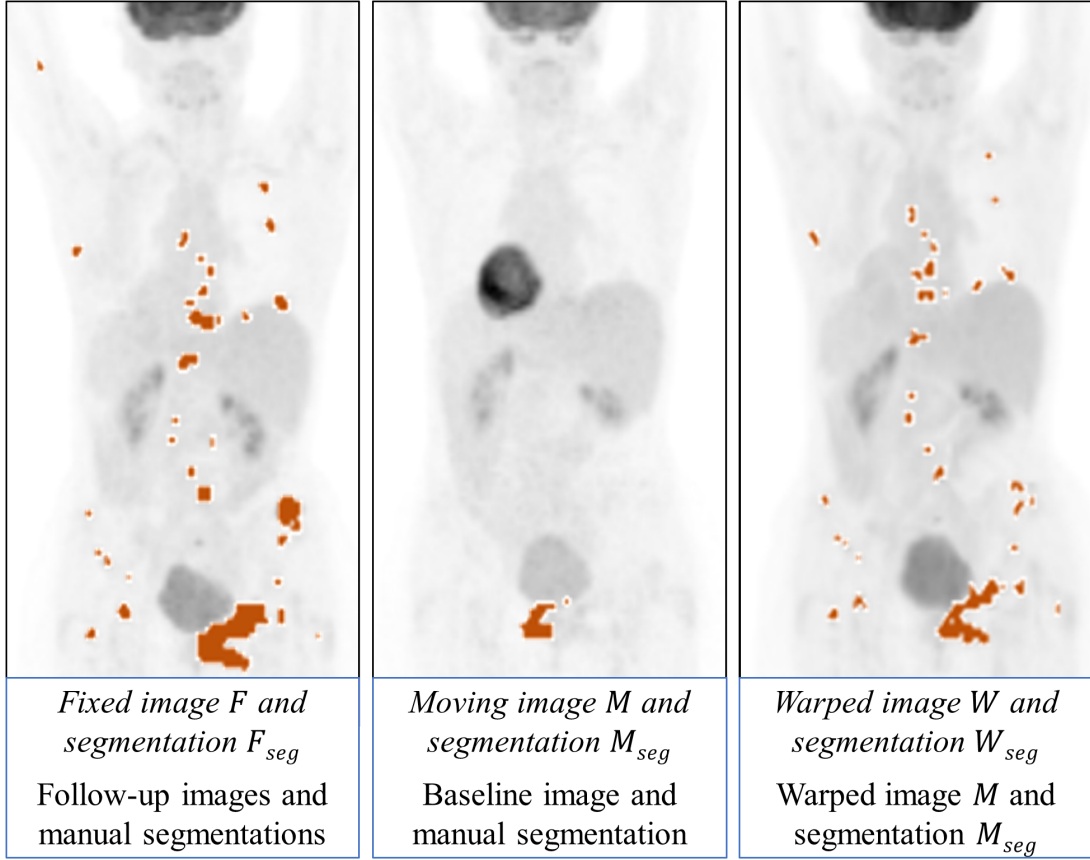 Fixed image F and
segmentation F_seg
Follow-up images and
manual segmentations
Moving image M and
segmentation M_seg
Baseline image and
manual segmentation
Warped image W and
segmentation W_seg
Warped image M and
segmentation M_seg